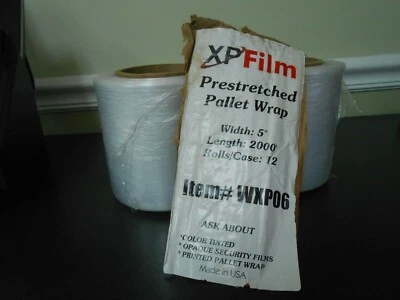 XP Film
Prestretched
Pallet Wrap
Width: 5"
Length: 2000'
Rolls/Case: 12
Item# WXP06
ASK ABOUT
*COLOR TINTED
*OPAQUE SECURITY FILMS
*PRINTED PALLET WRAP
Made in USA